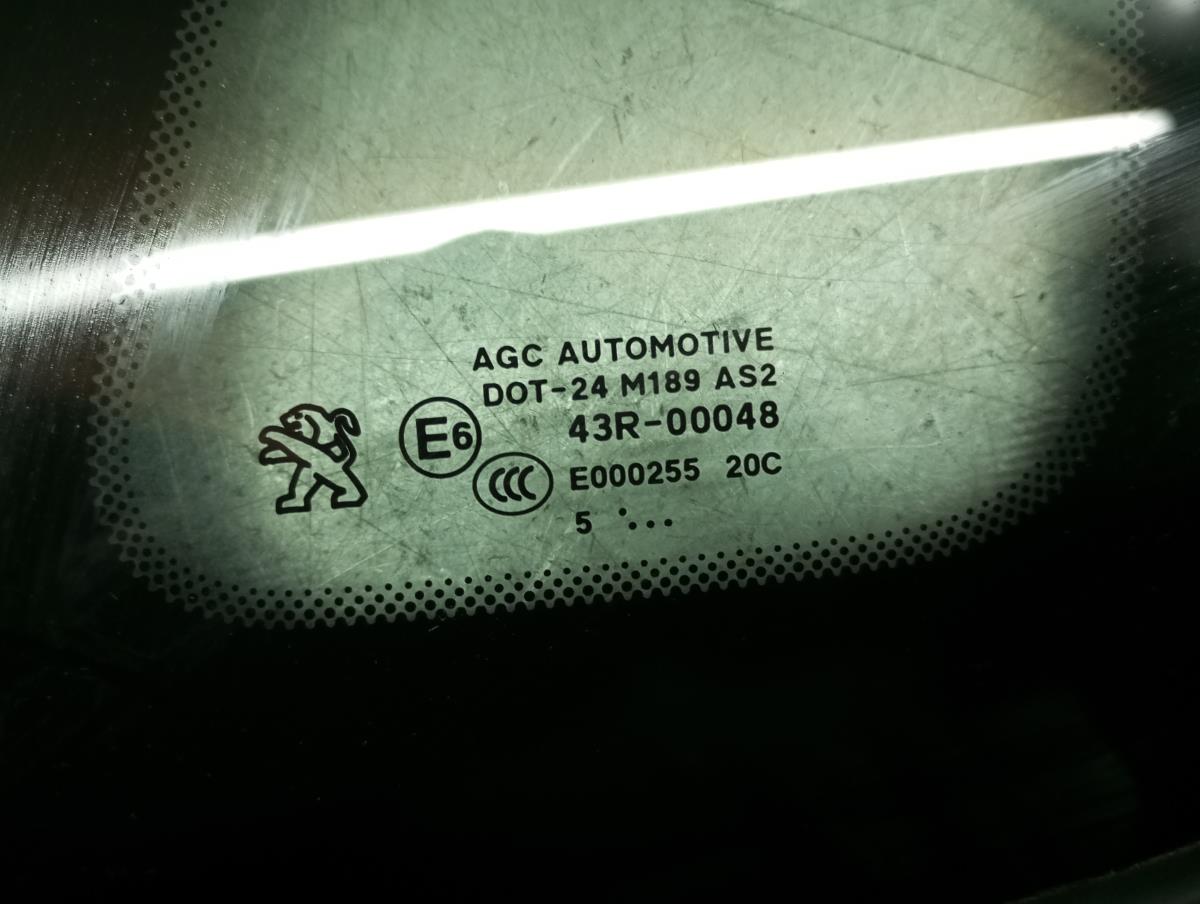 AGC AUTOMOTIVE
DOT-24 M189 AS2
E6 43R-00048
CCC E000255 20C
5 ....